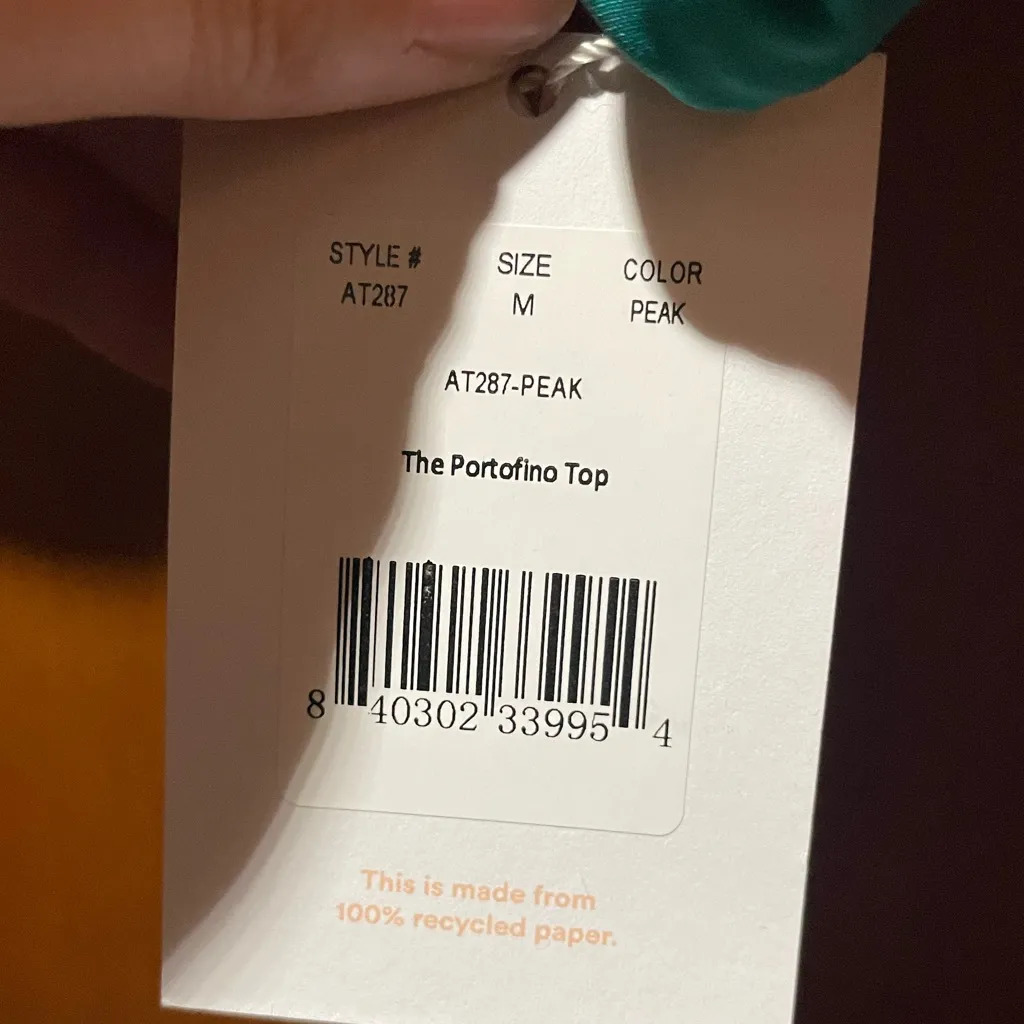 STYLE # SIZE COLOR
AT287 M PEAK
AT287-PEAK
The Portofino Top
8 40302 33995 4
This is made from
100% recycled paper.